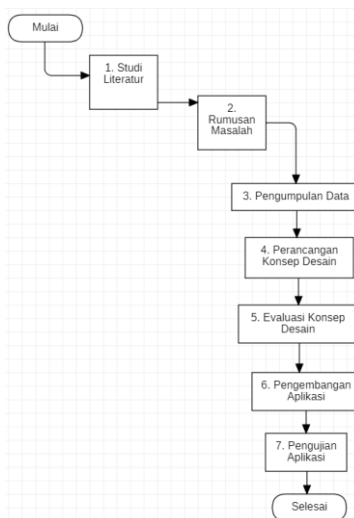 Mulai
1. Studi
Literatur
2.
Rumusan
Masalah
3. Pengumpulan Data
4. Perancangan
Konsep Desain
5. Evaluasi Konsep
Desain
6. Pengembangan
Aplikasi
7. Pengujian
Aplikasi
Selesai